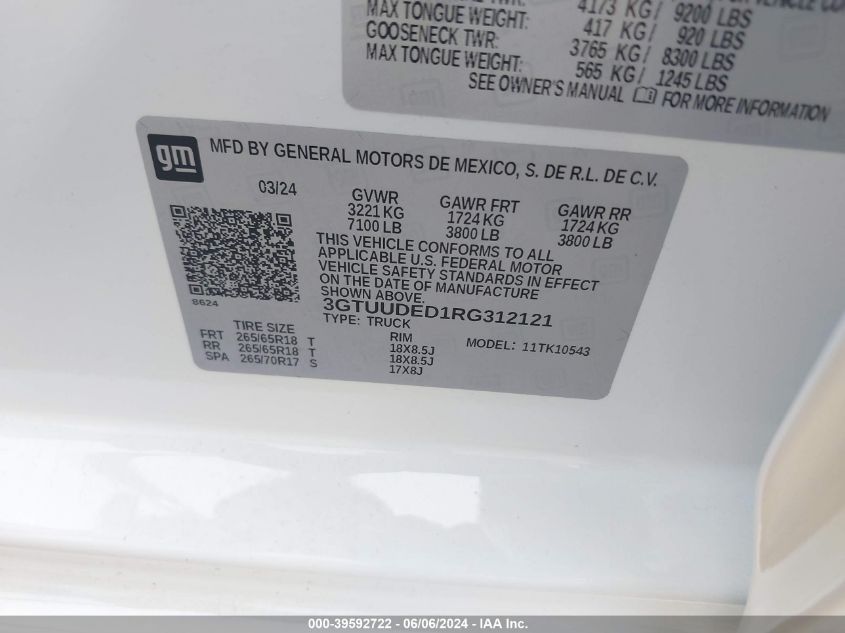 4173 KG/ 9200 LBS
MAX TONGUE WEIGHT: 417 KG/ 920 LBS
GOOSENECK TWR: 3765 KG/ 8300 LBS
MAX TONGUE WEIGHT: 565 KG/ 1245 LBS
SEE OWNER'S MANUAL FOR MORE INFORMATION
gm MFD BY GENERAL MOTORS DE MEXICO, S. DE R.L. DE C.V.
03/24 GVWR GAWR FRT GAWR RR
3221 KG 1724 KG 1724 KG
7100 LB 3800 LB 3800 LB
THIS VEHICLE CONFORMS TO ALL
APPLICABLE U.S. FEDERAL MOTOR
VEHICLE SAFETY STANDARDS IN EFFECT
ON THE DATE OF MANUFACTURE
SHOWN ABOVE.
8624
3GTUUDED1RG312121
TYPE: TRUCK
TIRE SIZE RIM MODEL: 11TK10543
FRT 265/65R18 T 18X8.5J
RR 265/65R18 T 18X8.5J
SPA 265/70R17 S 17X8J
000-39592722 - 06/06/2024 - IAA Inc.